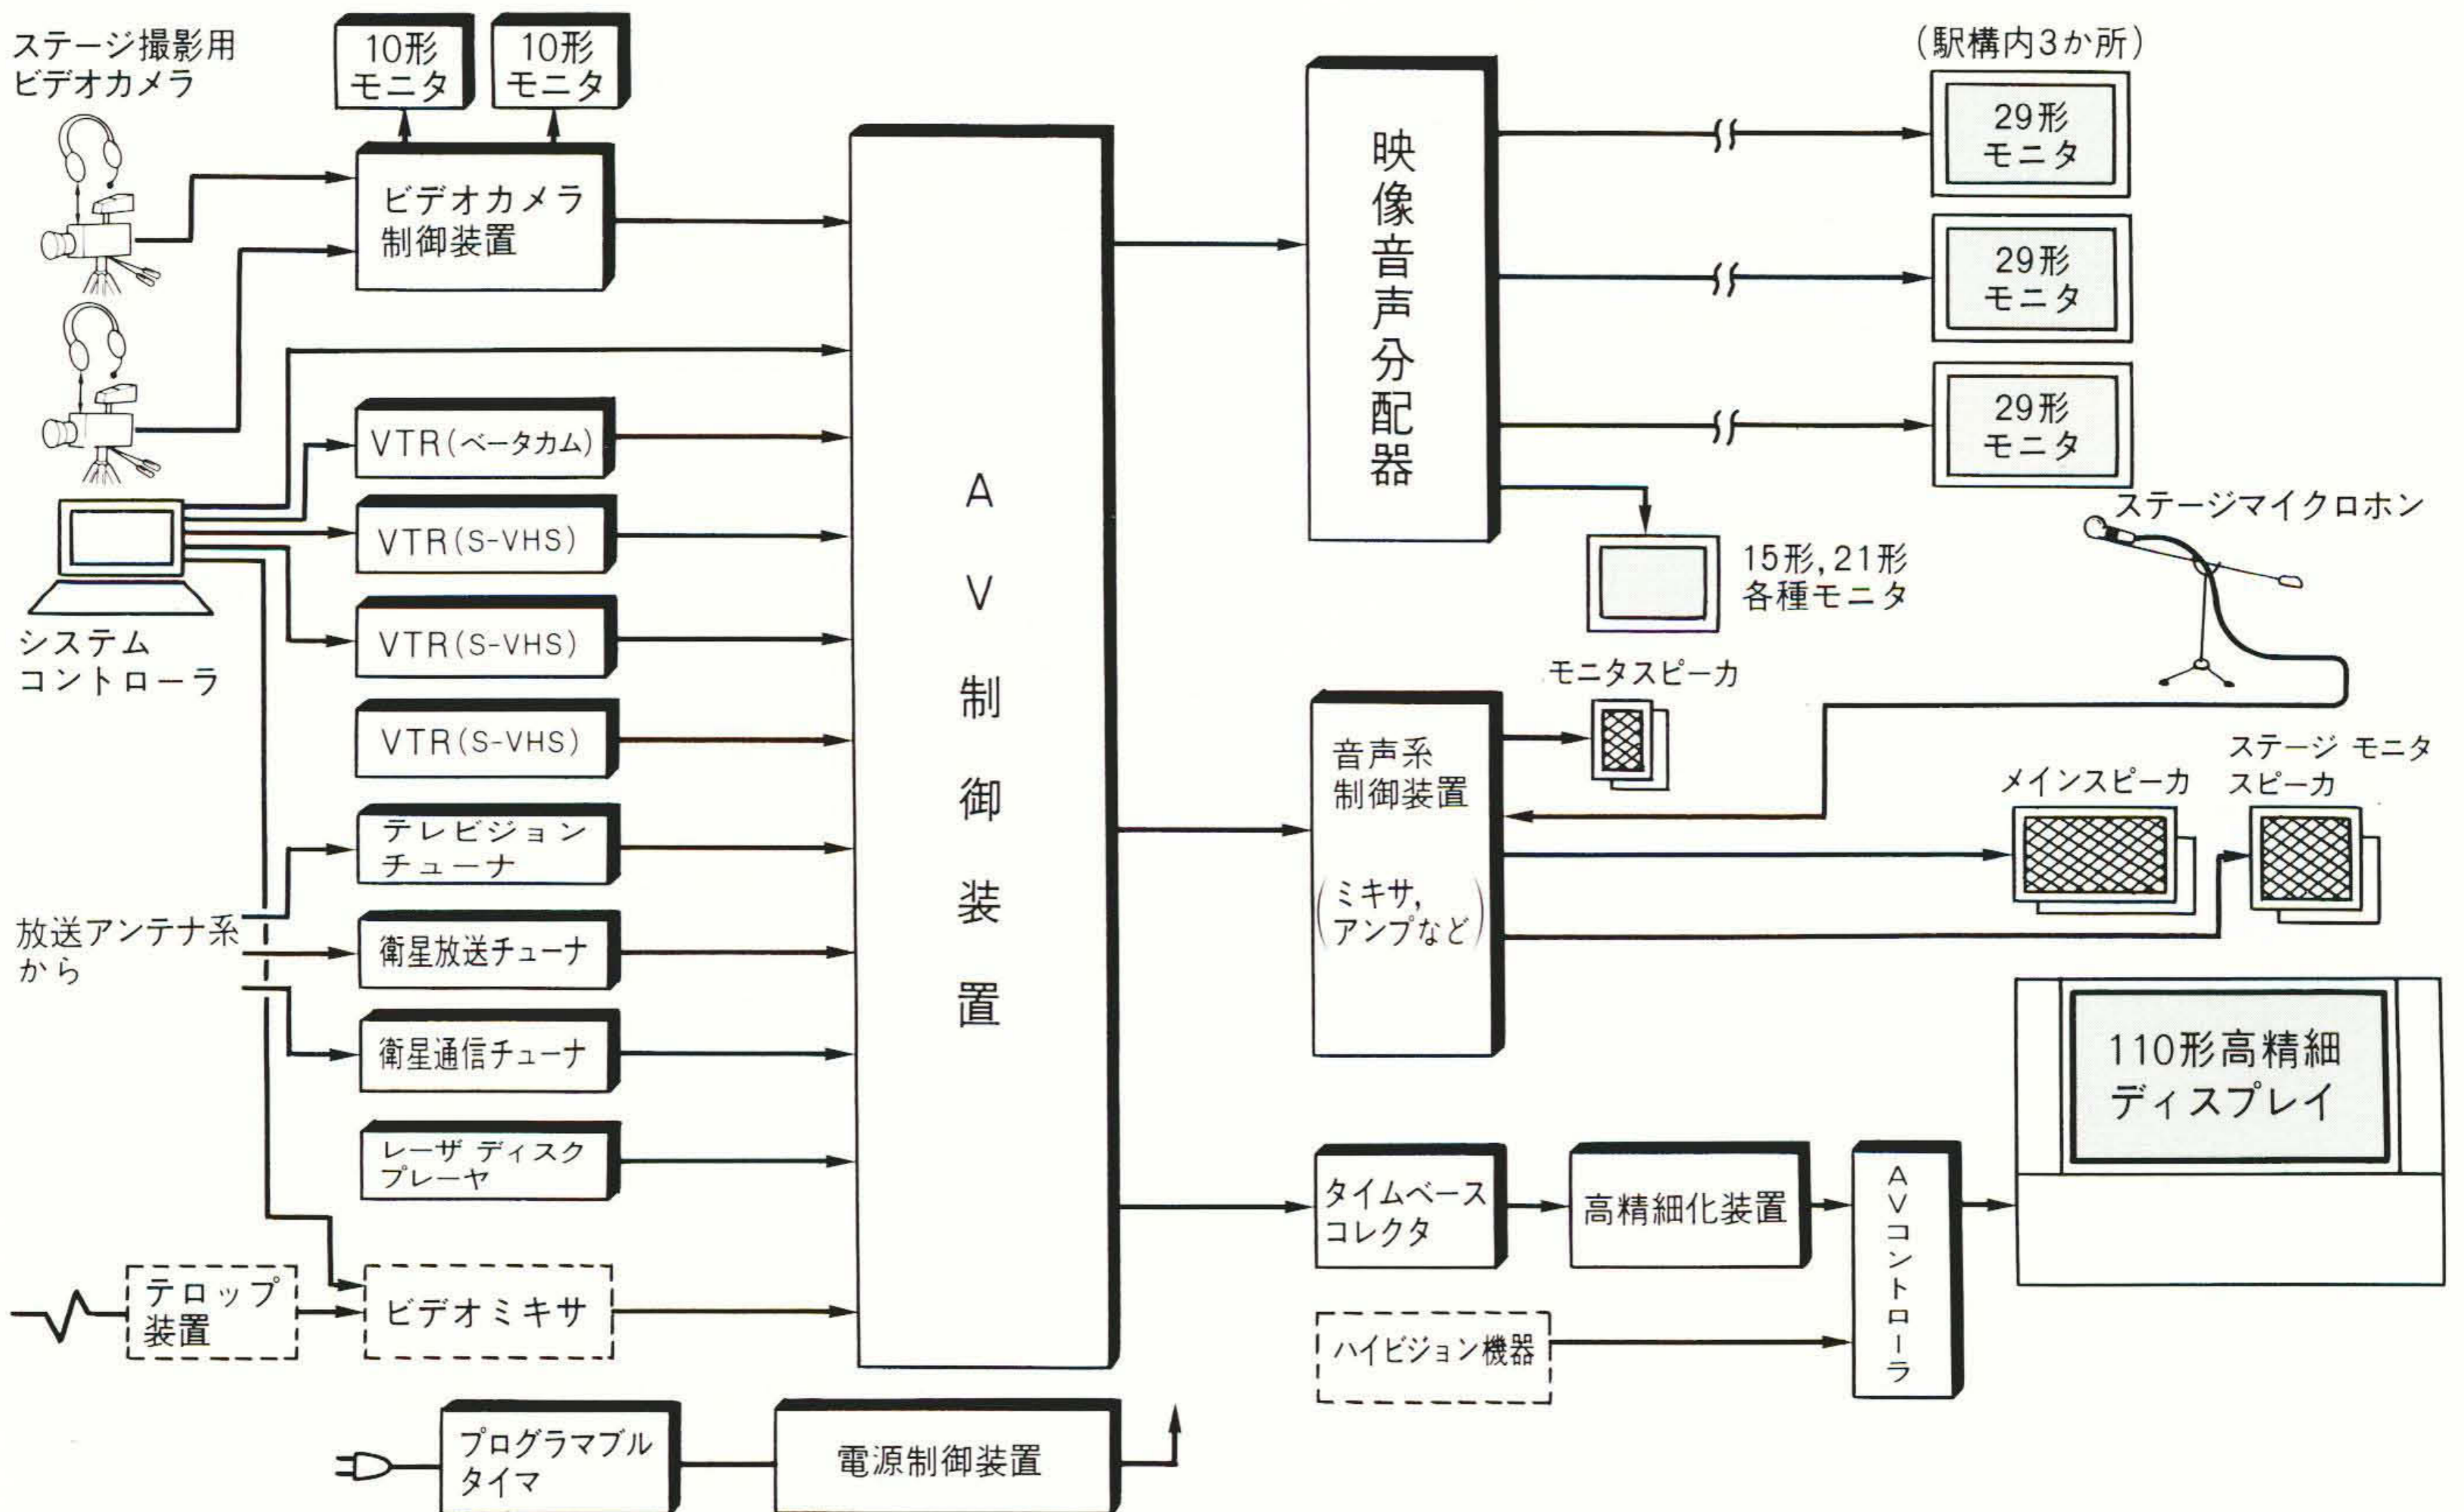 ステージ撮影用
ビデオカメラ
10形
モニタ
10形
モニタ
ビデオカメラ
制御装置
VTR(ベータカム)
VTR(S-VHS)
VTR(S-VHS)
VTR(S-VHS)
システム
コントローラ
テレビジョン
チューナ
放送アンテナ系
から
衛星放送チューナ
衛星通信チューナ
レーザ ディスク
プレーヤ
テロップ
装置
ビデオミキサ
プログラマブル
タイマ
電源制御装置
AV制御装置
映像音声分配器
(駅構内3か所)
29形
モニタ
29形
モニタ
29形
モニタ
15形,21形
各種モニタ
ステージマイクロホン
モニタスピーカ
音声系
制御装置
(ミキサ,
アンプなど)
メインスピーカ
ステージ モニタ
スピーカ
110形高精細
ディスプレイ
タイムベース
コレクタ
高精細化装置
AVコントローラ
ハイビジョン機器